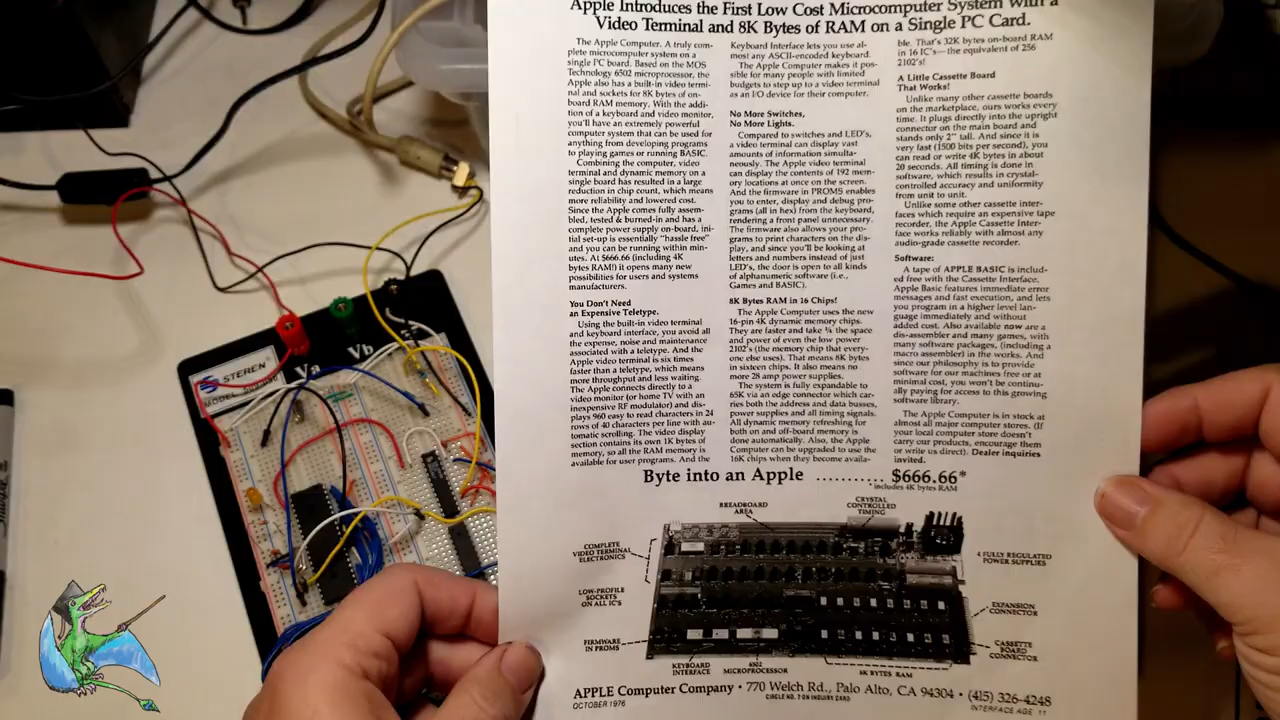 Apple Introduces the First Low Cost Microcomputer System with a
Video Terminal and 8K Bytes of RAM on a Single PC Card.
The Apple Computer. A truly com-
plete microcomputer system on a
single PC board. Based on the MOS
Technology 6502 microprocessor, the
Apple also has a built-in video termi-
nal and sockets for 8K bytes of on-
board RAM memory. With the addi-
tion of a keyboard and video monitor,
you'll have an extremely powerful
computer system that can be used for
anything from developing programs
to playing games or running BASIC.
Combining the computer, video
terminal and dynamic memory on a
single board has resulted in a large
reduction in chip count, which means
more reliability and lowered cost.
Since the Apple comes fully assem-
bled, tested & burned-in and has a
complete power supply on-board, ini-
tial set-up is essentially "hassle free"
and you can be running within min-
utes. At $666.66 (including 4K
bytes RAM!) it opens many new
possibilities for users and systems
manufacturers.
You Don't Need
an Expensive Teletype.
Using the built-in video terminal
and keyboard interface, you avoid all
the expense, noise and maintenance
associated with a teletype. And the
Apple video terminal is six times
faster than a teletype, which means
more throughput and less waiting.
The Apple connects directly to a
video monitor (or home TV with an
inexpensive RF modulator) and dis-
plays 960 easy to read characters in 24
rows of 40 characters per line with au-
tomatic scrolling. The video display
section contains its own 1K bytes of
memory, so all the RAM memory is
available for user programs. And the
Keyboard Interface lets you use al-
most any ASCII-encoded keyboard.
The Apple Computer makes it pos-
sible for many people with limited
budgets to step up to a video terminal
as an I/O device for their computer.
No More Switches,
No More Lights.
Compared to switches and LED's,
a video terminal can display vast
amounts of information simulta-
neously. The Apple video terminal
can display the contents of 192 mem-
ory locations at once on the screen.
And the firmware in PROMS enables
you to enter, display and debug pro-
grams (all in hex) from the keyboard,
rendering a front panel unnecessary.
The firmware also allows your pro-
grams to print characters on the dis-
play, and since you'll be looking at
letters and numbers instead of just
LED's, the door is open to all kinds
of alphanumeric software (i.e.,
Games and BASIC).
8K Bytes RAM in 16 Chips!
The Apple Computer uses the new
16-pin 4K dynamic memory chips.
They are faster and take ¼ the space
and power of even the low power
2102's (the memory chip that every-
one else uses). That means 8K bytes
in sixteen chips. It also means no
more 28 amp power supplies.
The system is fully expandable to
65K via an edge connector which car-
ries both the address and data busses,
power supplies and all timing signals.
All dynamic memory refreshing for
both on and off-board memory is
done automatically. Also, the Apple
Computer can be upgraded to use the
16K chips when they become availa-
ble. That's 32K bytes on-board RAM
in 16 IC's—the equivalent of 256
2102's!
A Little Cassette Board
That Works!
Unlike many other cassette boards
on the marketplace, ours works every
time. It plugs directly into the upright
connector on the main board and
stands only 2" tall. And since it is
very fast (1500 bits per second), you
can read or write 4K bytes in about
20 seconds. All timing is done in
software, which results in crystal-
controlled accuracy and uniformity
from unit to unit.
Unlike some other cassette inter-
faces which require an expensive tape
recorder, the Apple Cassette Inter-
face works reliably with almost any
audio-grade cassette recorder.
Software:
A tape of APPLE BASIC is includ-
ed free with the Cassette Interface.
Apple Basic features immediate error
messages and fast execution, and lets
you program in a higher level lan-
guage immediately and without
added cost. Also available now are a
dis-assembler and many games, with
many software packages, (including a
macro assembler) in the works. And
since our philosophy is to provide
software for our machines free or at
minimal cost, you won't be continu-
ally paying for access to this growing
software library.
The Apple Computer is in stock at
almost all major computer stores. (If
your local computer store doesn't
carry our products, encourage them
or write us direct). Dealer inquiries
invited.
Byte into an Apple .......... $666.66*
*includes 4K bytes RAM
BREADBOARD
AREA
CRYSTAL
CONTROLLED
TIMING
COMPLETE
VIDEO TERMINAL
ELECTRONICS
4 FULLY REGULATED
POWER SUPPLIES
LOW-PROFILE
SOCKETS
ON ALL IC'S
EXPANSION
CONNECTOR
FIRMWARE
IN PROMS
CASSETTE
BOARD
CONNECTOR
KEYBOARD
INTERFACE
6502
MICROPROCESSOR
8K BYTES RAM
APPLE Computer Company • 770 Welch Rd., Palo Alto, CA 94304 • (415) 326-4248
OCTOBER 1976
CIRCLE NO. 7 ON INQUIRY CARD
INTERFACE AGE 11
STEREN
MODEL
Va
Vb